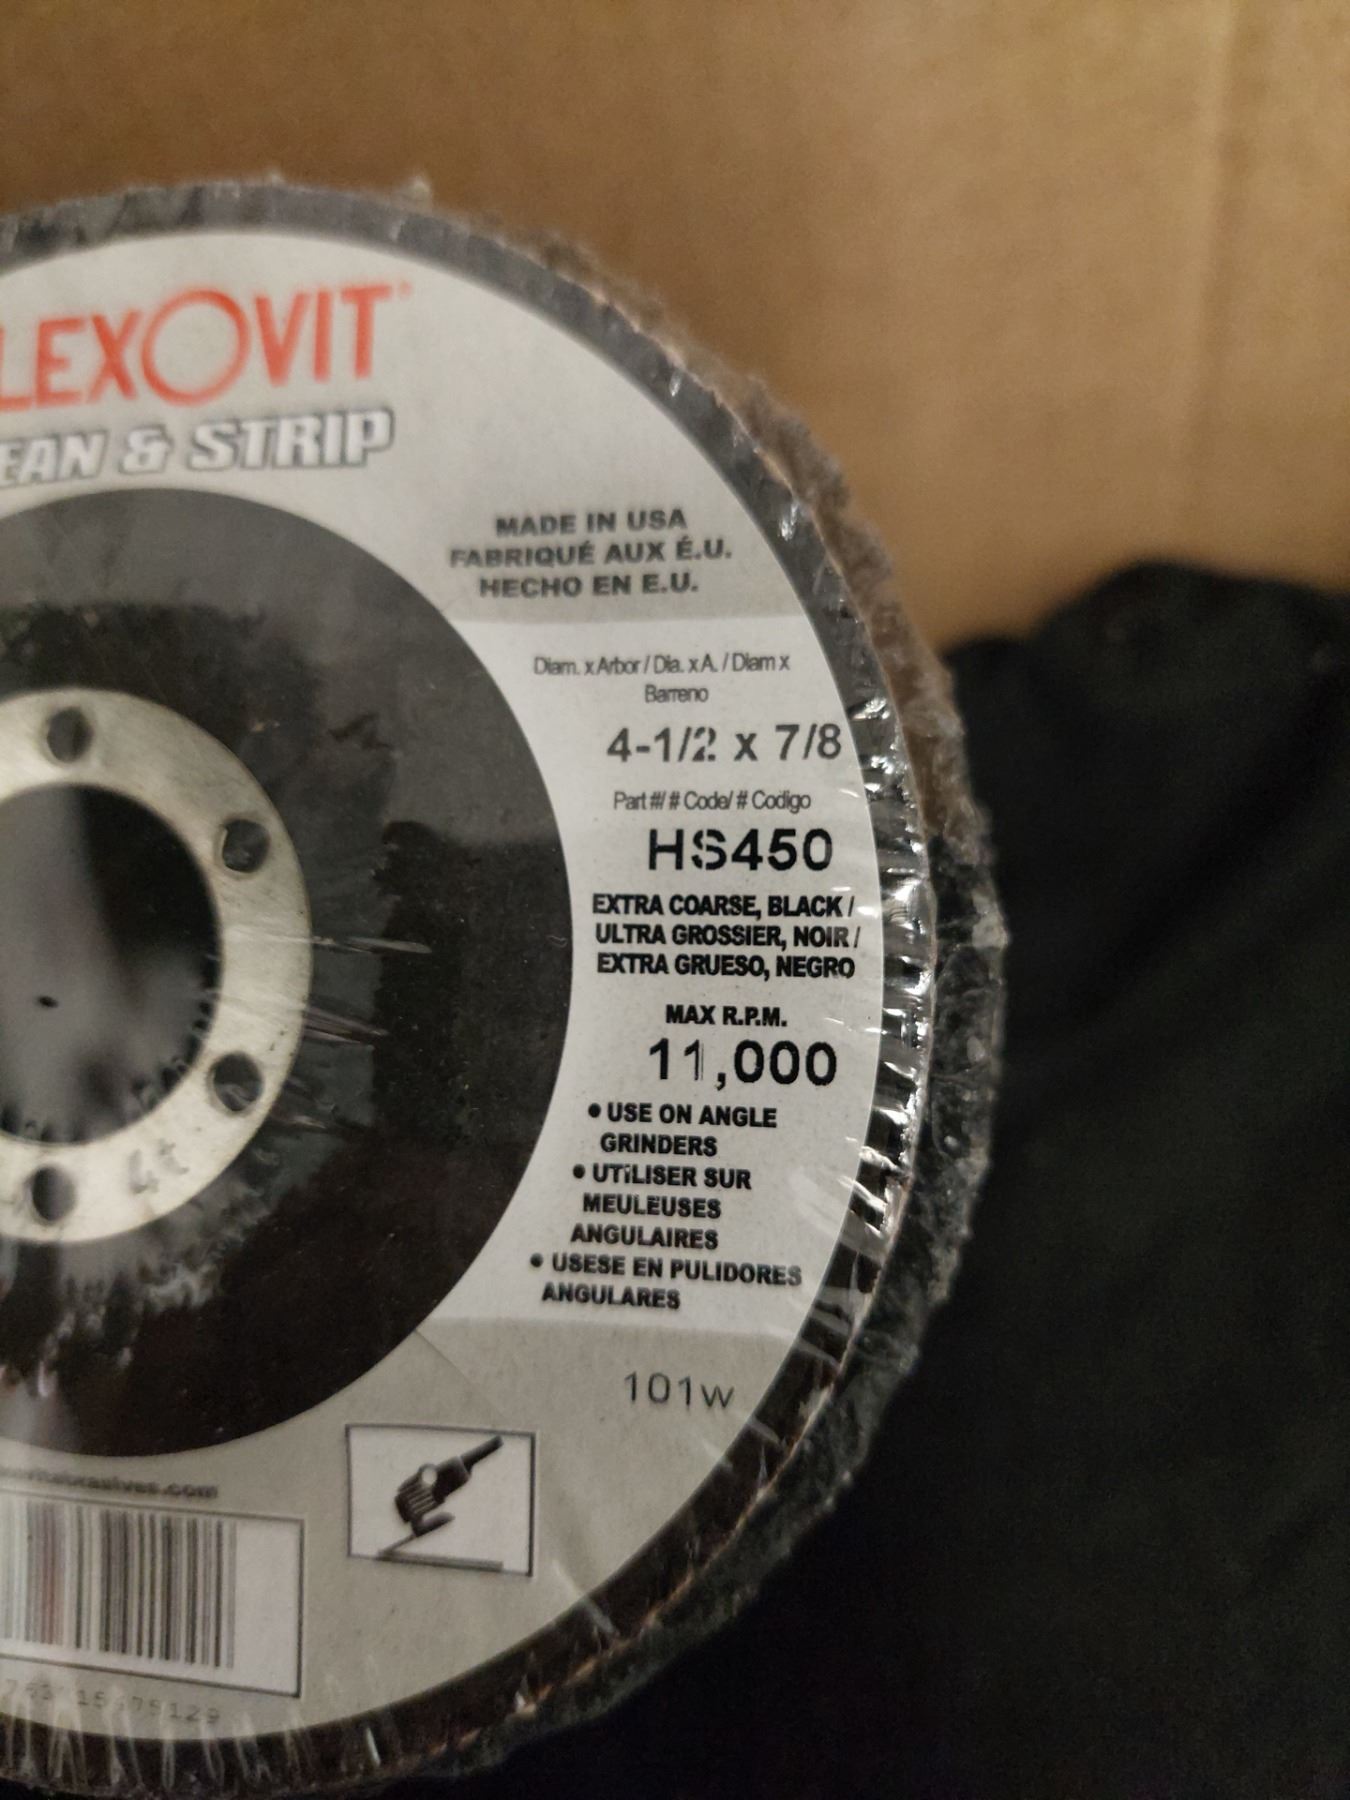 LEXOVIT®
EAN & STRIP
MADE IN USA
FABRIQUÉ AUX É.U.
HECHO EN E.U.
Diam. x Arbor / Dia. x A. / Diam x
Barreno
4-1/2 x 7/8
Part #/ # Code/ # Codigo
HS450
EXTRA COARSE, BLACK /
ULTRA GROSSIER, NOIR /
EXTRA GRUESO, NEGRO
MAX R.P.M.
11,000
• USE ON ANGLE
GRINDERS
• UTILISER SUR
MEULEUSES
ANGULAIRES
• USESE EN PULIDORES
ANGULARES
101w